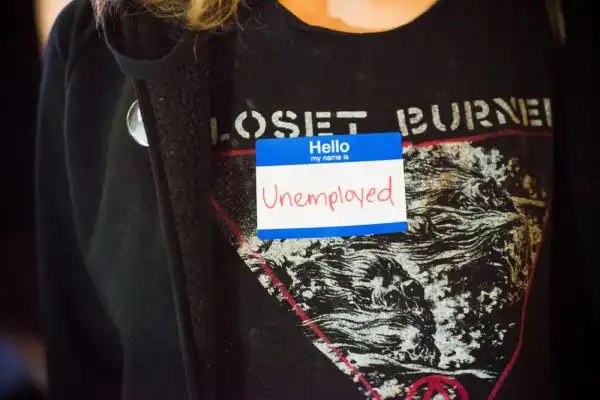 LOSET BURNE
Hello
my name is
Unemployed